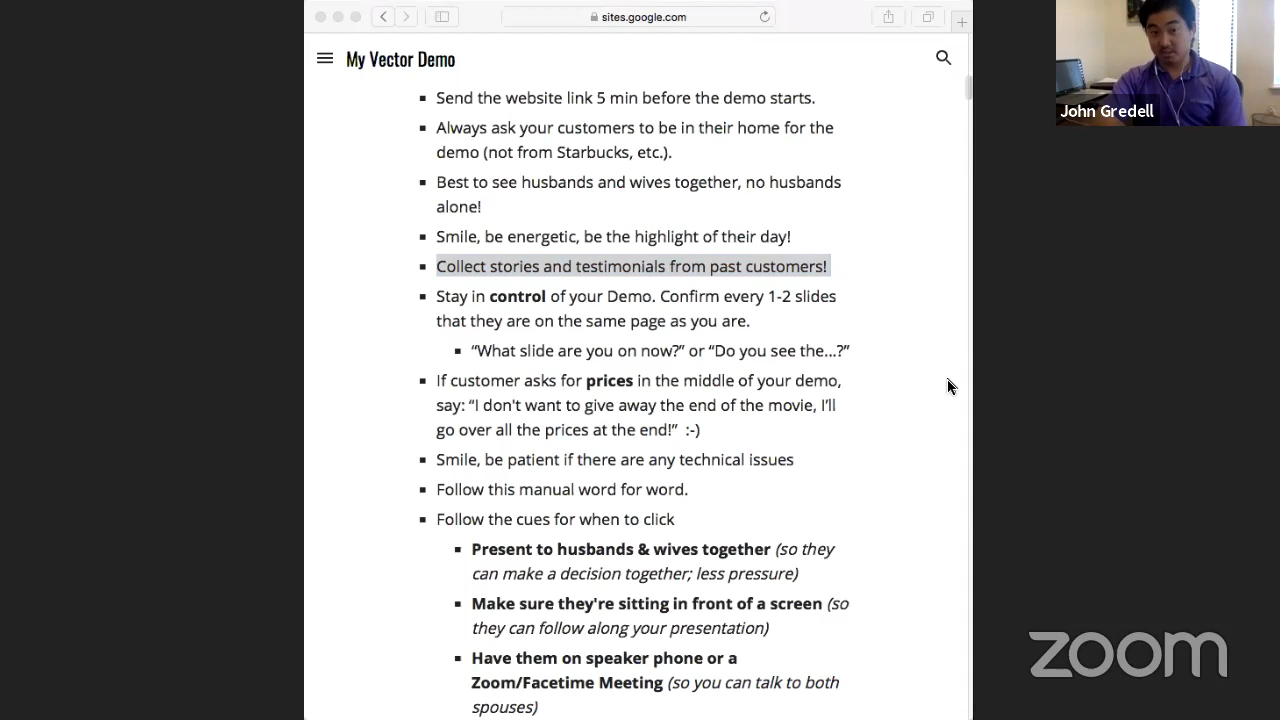 sites.google.com
My Vector Demo
John Gredell
▪ Send the website link 5 min before the demo starts.
▪ Always ask your customers to be in their home for the
demo (not from Starbucks, etc.).
▪ Best to see husbands and wives together, no husbands
alone!
▪ Smile, be energetic, be the highlight of their day!
▪ Collect stories and testimonials from past customers!
▪ Stay in control of your Demo. Confirm every 1-2 slides
that they are on the same page as you are.
▪ “What slide are you on now?” or “Do you see the...?”
▪ If customer asks for prices in the middle of your demo,
say: “I don't want to give away the end of the movie, I’ll
go over all the prices at the end!”  :-)
▪ Smile, be patient if there are any technical issues
▪ Follow this manual word for word.
▪ Follow the cues for when to click
▪ Present to husbands & wives together (so they
can make a decision together; less pressure)
▪ Make sure they're sitting in front of a screen (so
they can follow along your presentation)
▪ Have them on speaker phone or a
Zoom/Facetime Meeting (so you can talk to both
spouses)
zoom